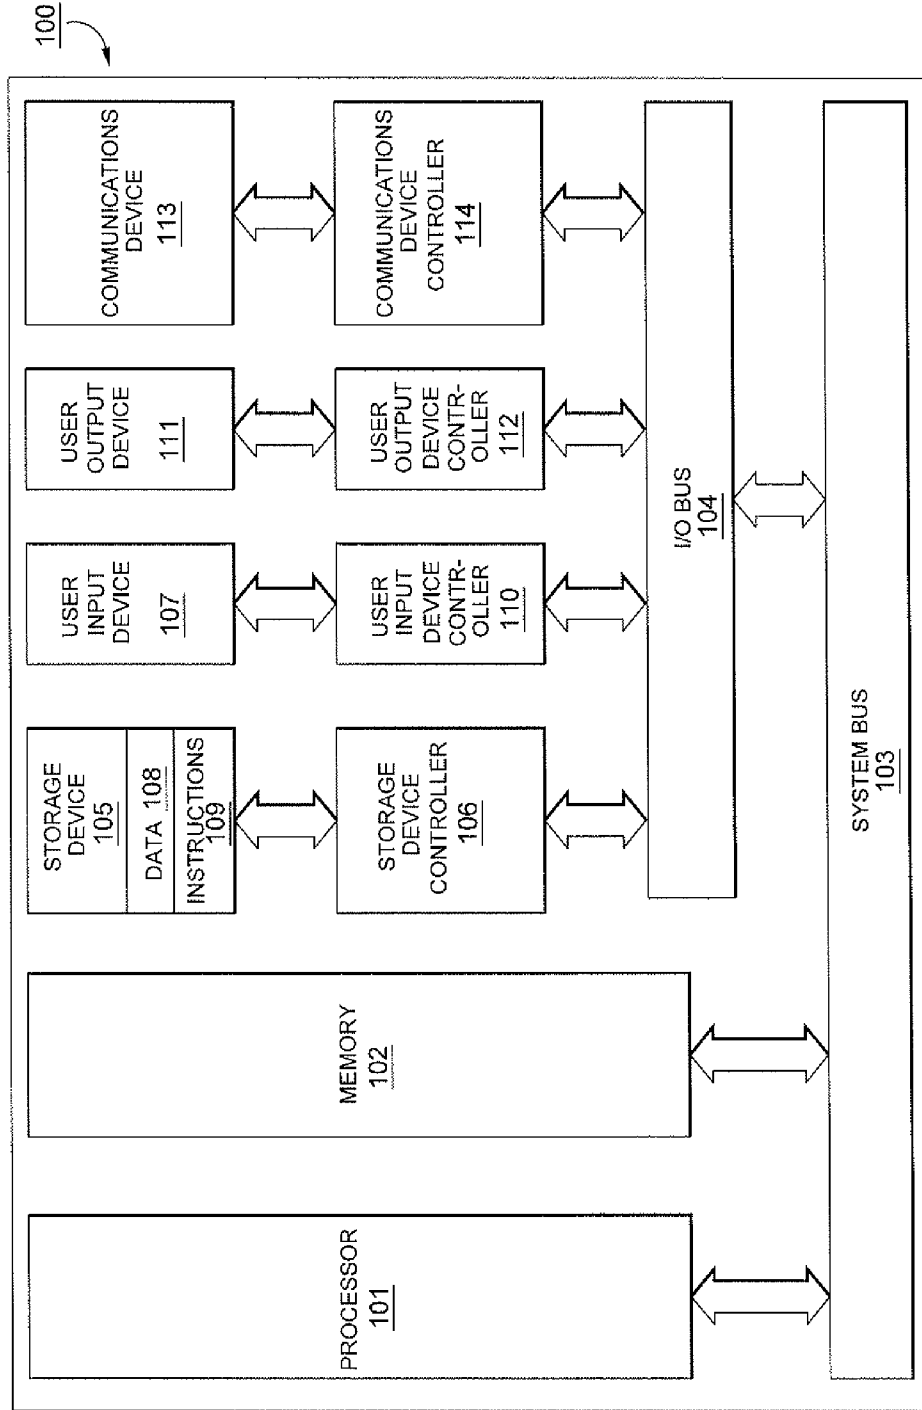 100
PROCESSOR
101
MEMORY
102
STORAGE
DEVICE
105
DATA 108
INSTRUCTIONS
109
USER
INPUT
DEVICE
107
USER
OUTPUT
DEVICE
111
COMMUNICATIONS
DEVICE
113
STORAGE
DEVICE
CONTROLLER
106
USER
INPUT
DEVICE
CONTR-
OLLER
110
USER
OUTPUT
DEVICE
CONTR-
OLLER
112
COMMUNICATIONS
DEVICE
CONTROLLER
114
I/O BUS
104
SYSTEM BUS
103